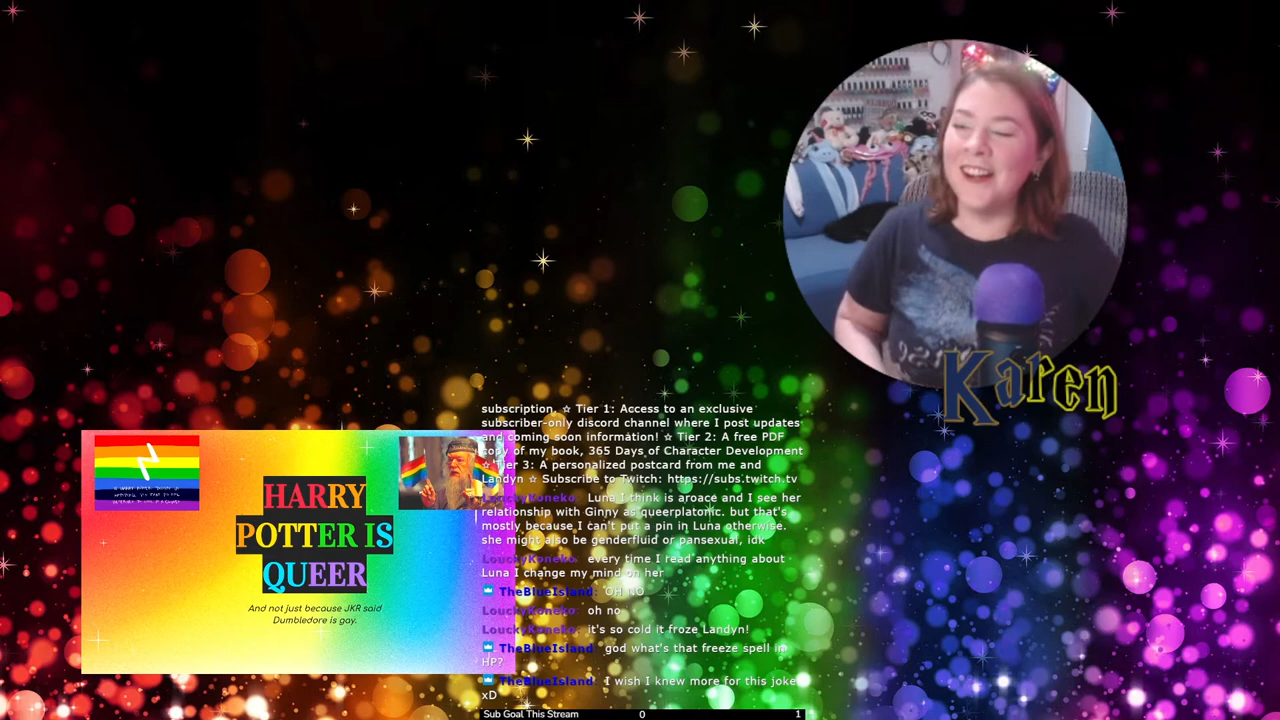 Karen
HARRY
POTTER IS
QUEER
And not just because JKR said
Dumbledore is gay.
subscription. ☆ Tier 1: Access to an exclusive
subscriber-only discord channel where I post updates
and coming soon information! ☆ Tier 2: A free PDF
copy of my book, 365 Days of Character Development
☆ Tier 3: A personalized postcard from me and
Landyn ☆ Subscribe to Twitch: https://subs.twitch.tv
LouckyKoneko: Luna I think is aroace and I see her
relationship with Ginny as queerplatonic. but that's
mostly because I can't put a pin in Luna otherwise.
she might also be genderfluid or pansexual, idk
LouckyKoneko: every time I read anything about
Luna I change my mind on her
TheBlueIsland: OH NO
LouckyKoneko: oh no
LouckyKoneko: it's so cold it froze Landyn!
TheBlueIsland: god what's that freeze spell in
HP?
TheBlueIsland: I wish I knew more for this joke
xD
Sub Goal This Stream 0 1